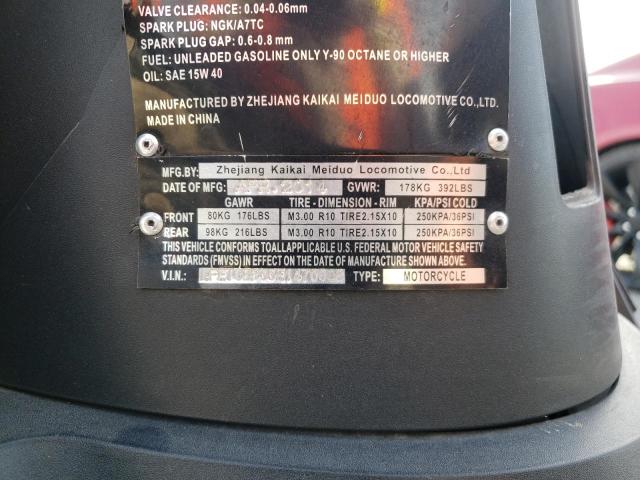 VALVE CLEARANCE: 0.04-0.06mm
SPARK PLUG: NGK/A7TC
SPARK PLUG GAP: 0.6-0.8 mm
FUEL: UNLEADED GASOLINE ONLY Y-90 OCTANE OR HIGHER
OIL: SAE 15W 40
MANUFACTURED BY ZHEJIANG KAIKAI MEIDUO LOCOMOTIVE CO.,LTD.
MADE IN CHINA
MFG.BY: Zhejiang Kaikai Meiduo Locomotive Co.,Ltd
DATE OF MFG: APR,2014 GVWR: 178KG 392LBS
GAWR TIRE - DIMENSION - RIM KPA/PSI COLD
FRONT 80KG 176LBS M3.00 R10 TIRE2.15X10 250KPA/36PSI
REAR 98KG 216LBS M3.00 R10 TIRE2.15X10 250KPA/36PSI
THIS VEHICLE CONFORMS TOALLAPPLICABLE U.S. FEDERAL MOTOR VEHICLE SAFETY
STANDARDS (FMVSS) IN EFFECT ON THE DATE OF MANUFACTURE SHOWN ABOVE.
V.I.N.: TYPE: MOTORCYCLE